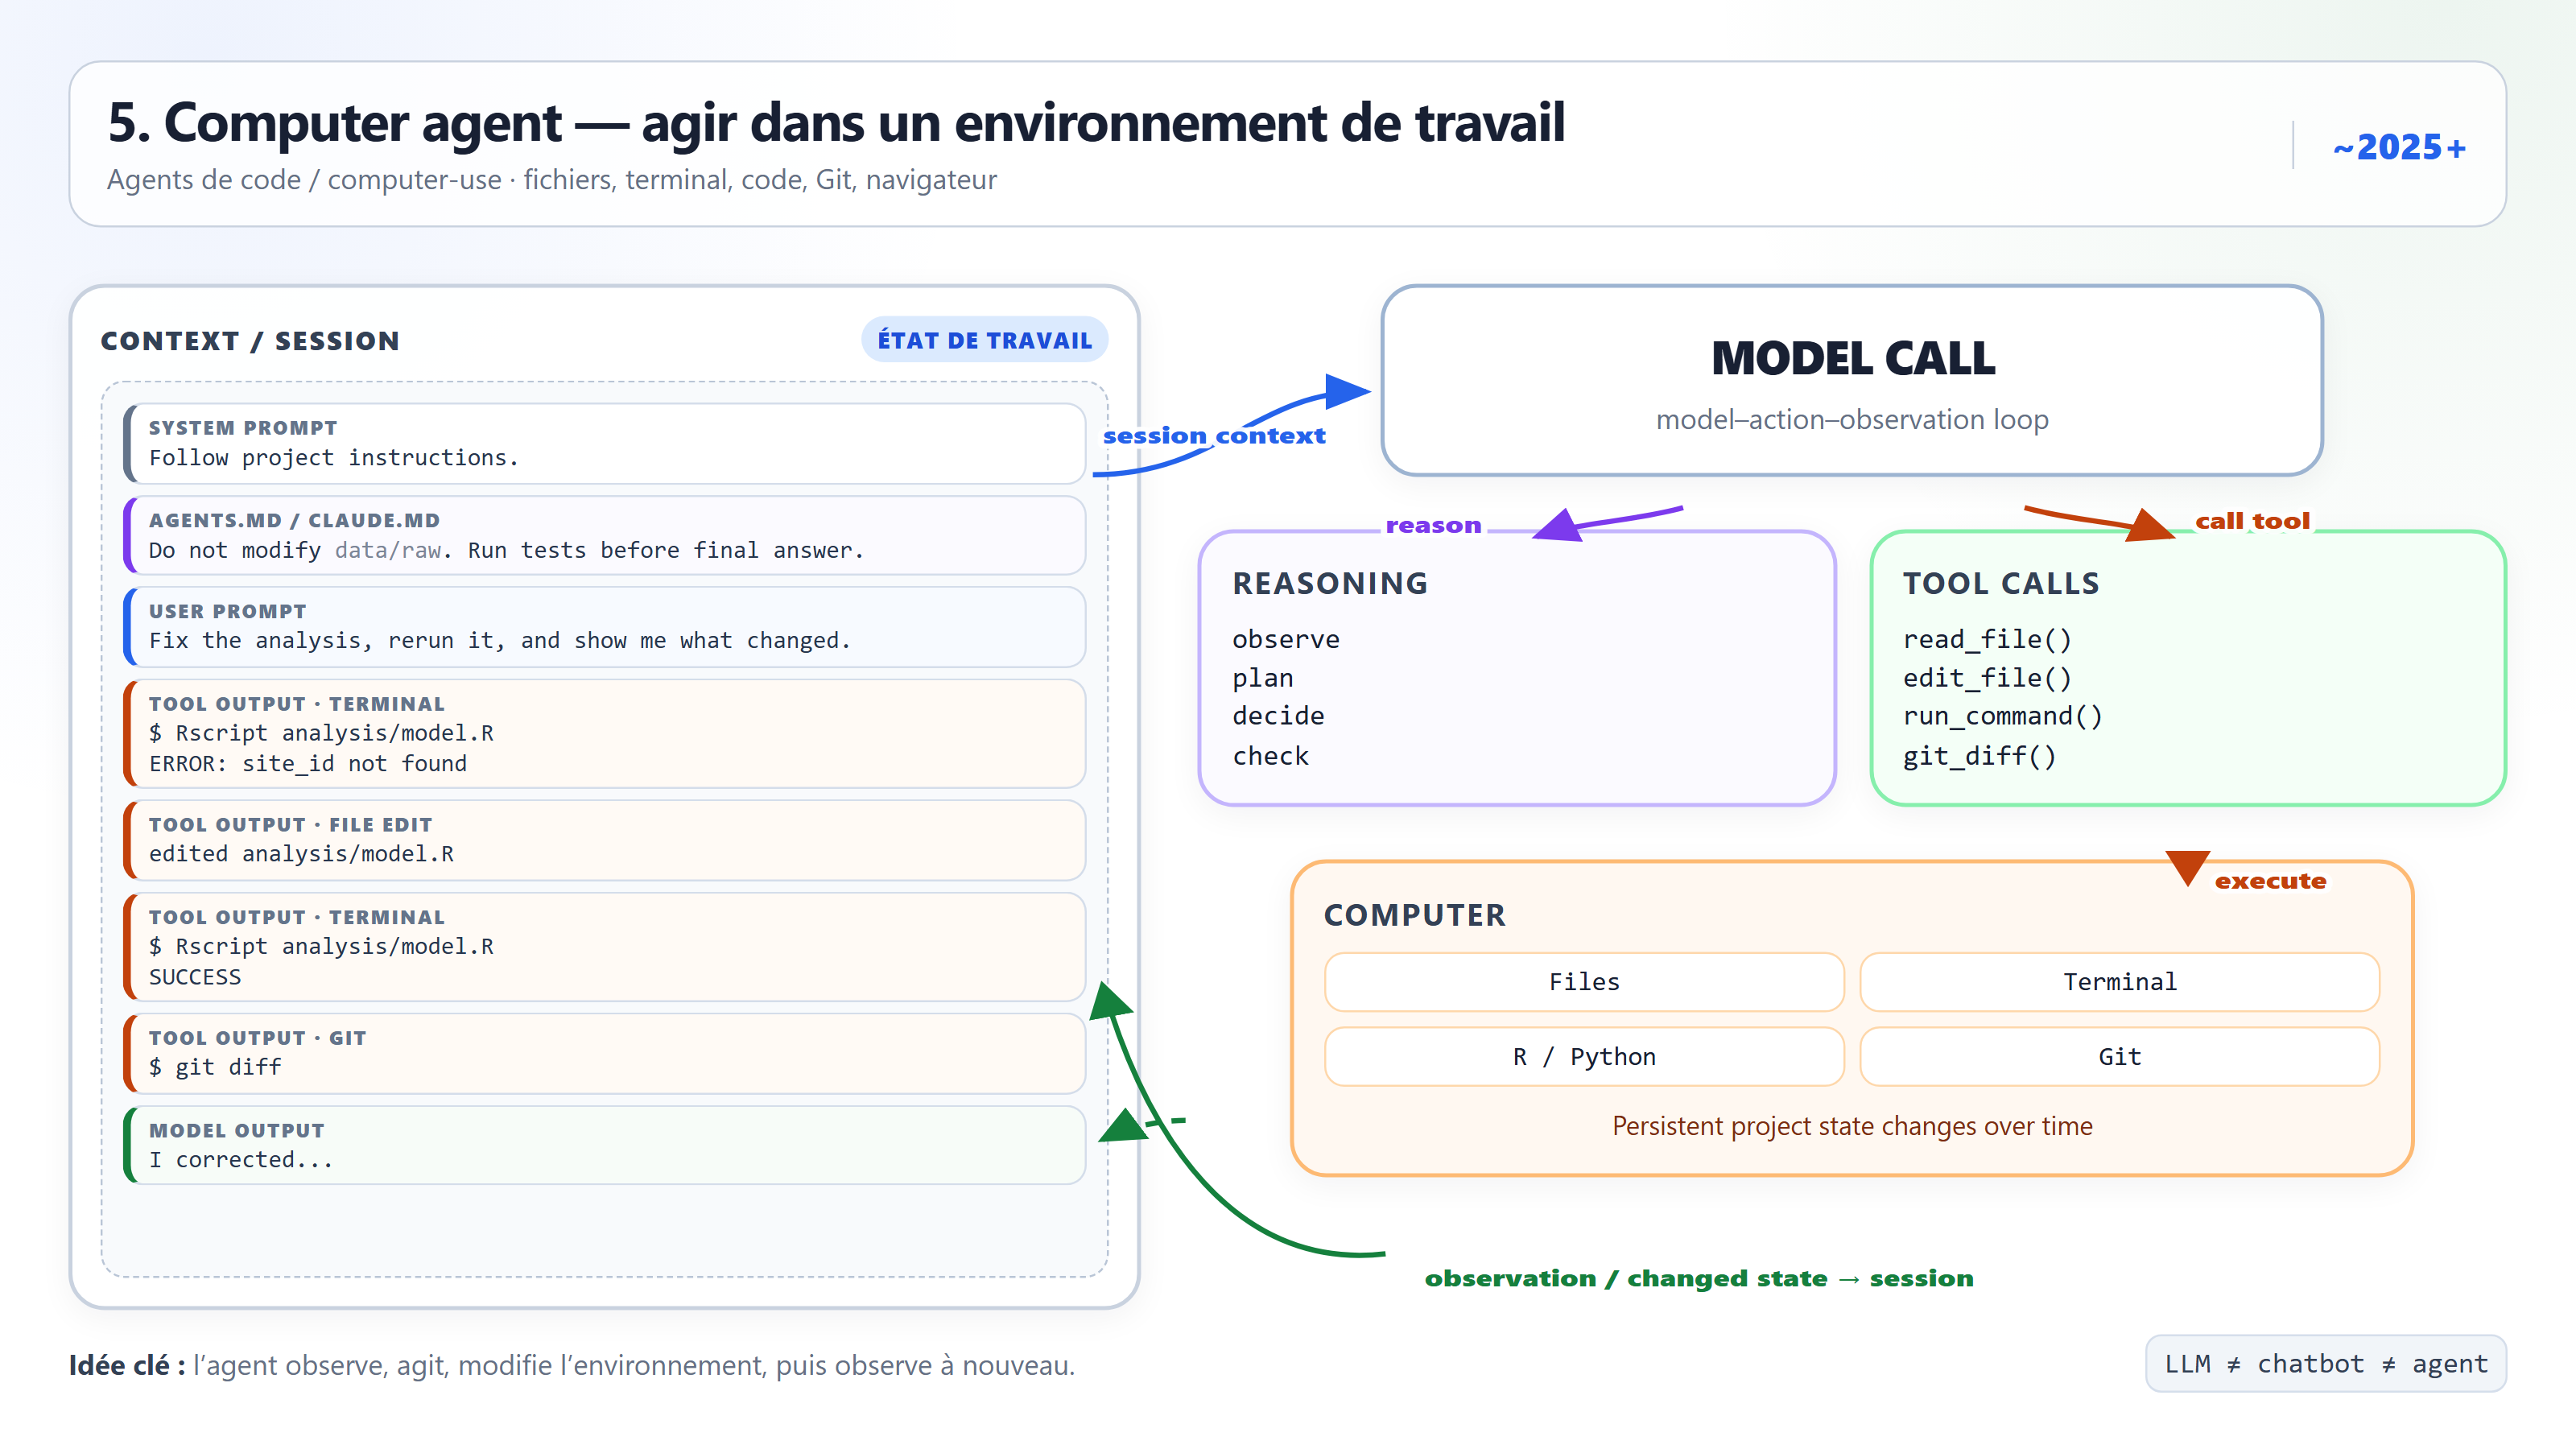 5. Computer agent — agir dans un environnement de travail
Agents de code / computer-use · fichiers, terminal, code, Git, navigateur
~2025+
CONTEXT / SESSION
ÉTAT DE TRAVAIL
SYSTEM PROMPT
Follow project instructions.
AGENTS.MD / CLAUDE.MD
Do not modify data/raw. Run tests before final answer.
USER PROMPT
Fix the analysis, rerun it, and show me what changed.
TOOL OUTPUT · TERMINAL
$ Rscript analysis/model.R
ERROR: site_id not found
TOOL OUTPUT · FILE EDIT
edited analysis/model.R
TOOL OUTPUT · TERMINAL
$ Rscript analysis/model.R
SUCCESS
TOOL OUTPUT · GIT
$ git diff
MODEL OUTPUT
I corrected...
session context
MODEL CALL
model–action–observation loop
reason
call tool
REASONING
observe
plan
decide
check
TOOL CALLS
read_file()
edit_file()
run_command()
git_diff()
execute
COMPUTER
Files
Terminal
R / Python
Git
Persistent project state changes over time
observation / changed state → session
Idée clé : l’agent observe, agit, modifie l’environnement, puis observe à nouveau.
LLM ≠ chatbot ≠ agent